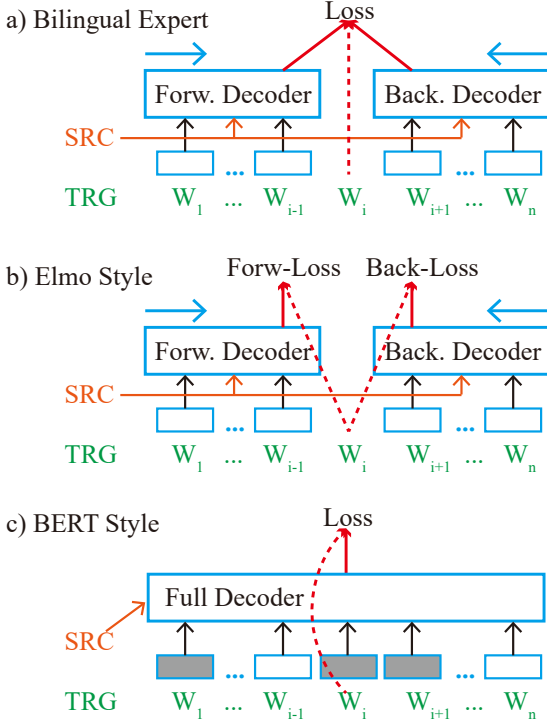 a) Bilingual Expert
Loss
Forw. Decoder Back. Decoder
SRC
... ...
TRG W1 ... Wi-1 Wi Wi+1 ... Wn
b) Elmo Style
Forw-Loss Back-Loss
Forw. Decoder Back. Decoder
SRC
... ...
TRG W1 ... Wi-1 Wi Wi+1 ... Wn
c) BERT Style
Loss
Full Decoder
SRC
... ...
TRG W1 ... Wi-1 Wi Wi+1 ... Wn